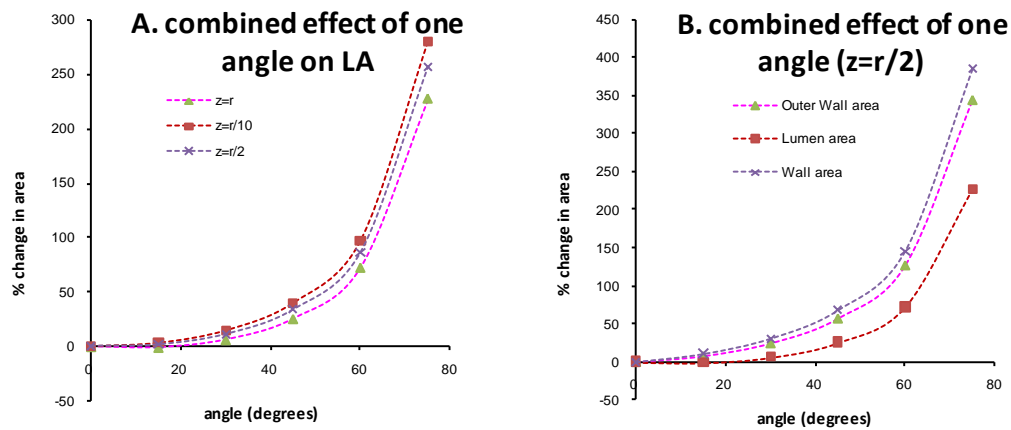 A. combined effect of one
angle on LA
300
250
200
150
100
50
0
-50
0
20
40
60
80
z=r
z=r/10
z=r/2
% change in area
angle (degrees)
B. combined effect of one
angle (z=r/2)
450
400
350
300
250
200
150
100
50
0
-50
0
20
40
60
80
Outer Wall area
Lumen area
Wall area
% change in area
angle (degrees)